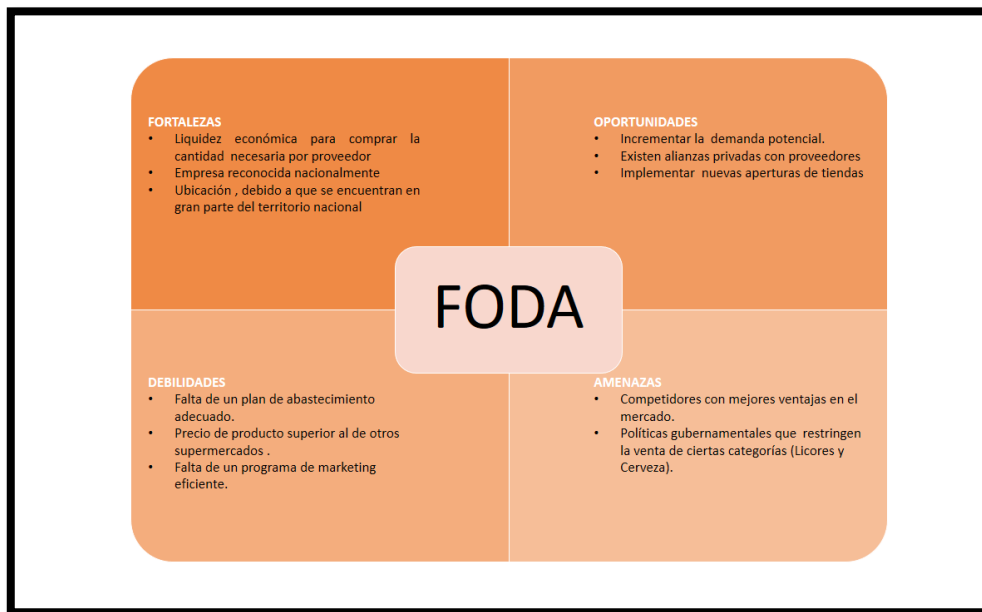 FORTALEZAS
• Liquidez económica para comprar la
cantidad necesaria por proveedor
• Empresa reconocida nacionalmente
• Ubicación , debido a que se encuentran en
gran parte del territorio nacional
OPORTUNIDADES
• Incrementar la demanda potencial.
• Existen alianzas privadas con proveedores
• Implementar nuevas aperturas de tiendas
FODA
DEBILIDADES
• Falta de un plan de abastecimiento
adecuado.
• Precio de producto superior al de otros
supermercados .
• Falta de un programa de marketing
eficiente.
AMENAZAS
• Competidores con mejores ventajas en el
mercado.
• Políticas gubernamentales que restringen
la venta de ciertas categorías (Licores y
Cerveza).